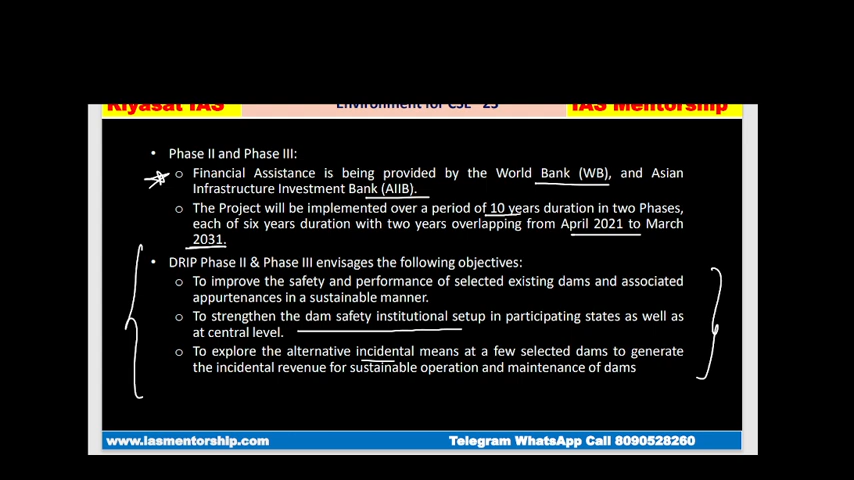 Riyasat IAS
Environment for CSE - 25
IAS Mentorship
• Phase II and Phase III:
o Financial Assistance is being provided by the World Bank (WB), and Asian
Infrastructure Investment Bank (AIIB).
o The Project will be implemented over a period of 10 years duration in two Phases,
each of six years duration with two years overlapping from April 2021 to March
2031.
• DRIP Phase II & Phase III envisages the following objectives:
o To improve the safety and performance of selected existing dams and associated
appurtenances in a sustainable manner.
o To strengthen the dam safety institutional setup in participating states as well as
at central level.
o To explore the alternative incidental means at a few selected dams to generate
the incidental revenue for sustainable operation and maintenance of dams
www.iasmentorship.com
Telegram WhatsApp Call 8090528260